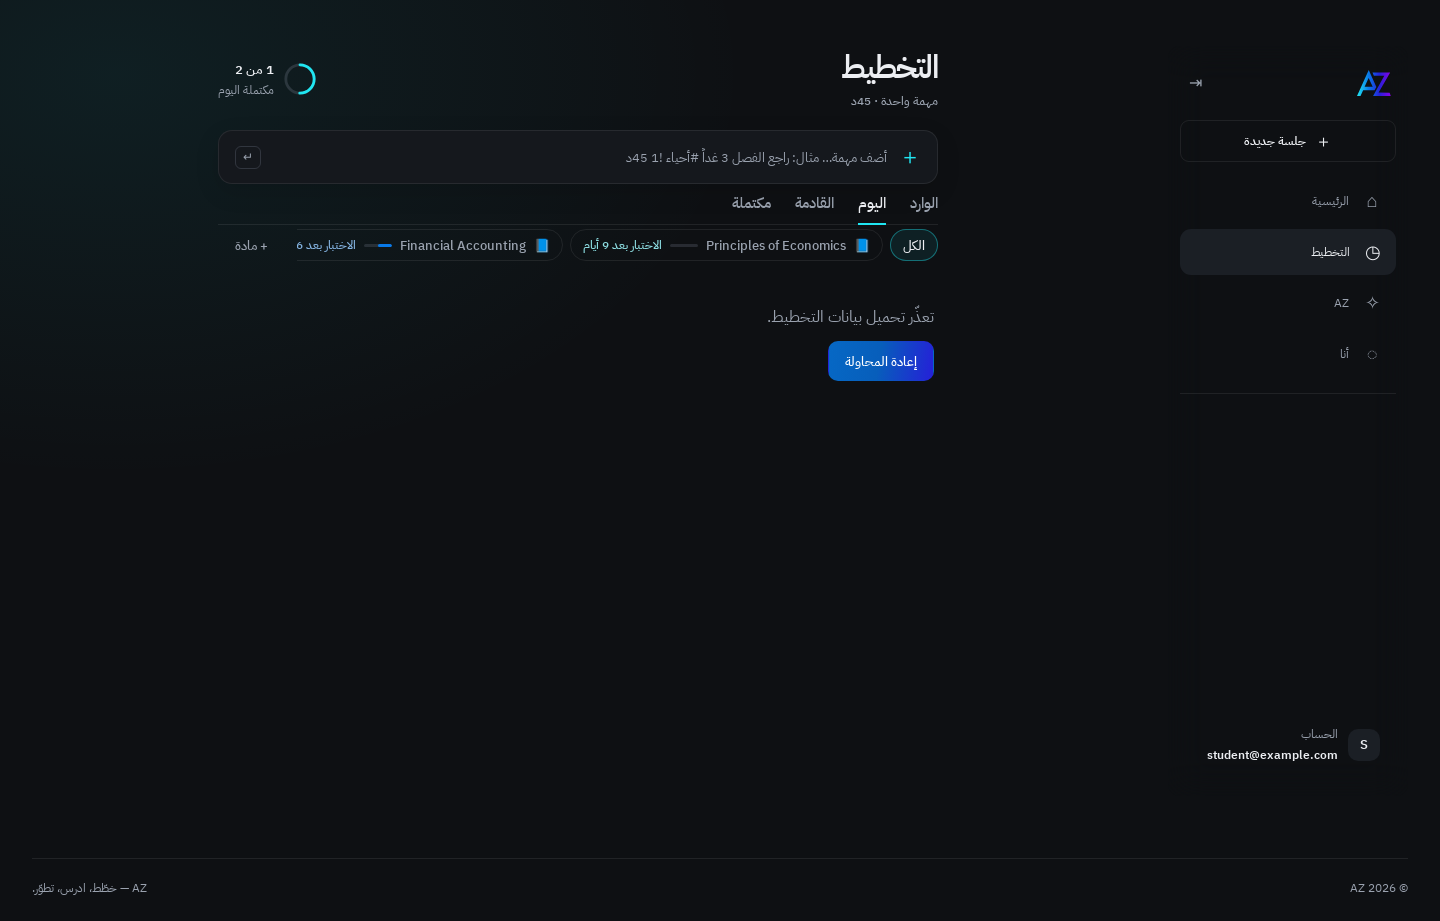 AZ
جلسة جديدة
الرئيسية
التخطيط
AZ
أنا
الحساب
S
student@example.com
التخطيط
مهمة واحدة · 45د
1 من 2
مكتملة اليوم
+ أضف مهمة… مثال: راجع الفصل 3 غداً #أحياء !1 45د
الوارد اليوم القادمة مكتملة
الكل
Principles of Economics الاختبار بعد 9 أيام
Financial Accounting الاختبار بعد 6
+ مادة
تعذّر تحميل بيانات التخطيط.
إعادة المحاولة
© 2026 AZ
AZ — خطّط، ادرس، تطوّر.